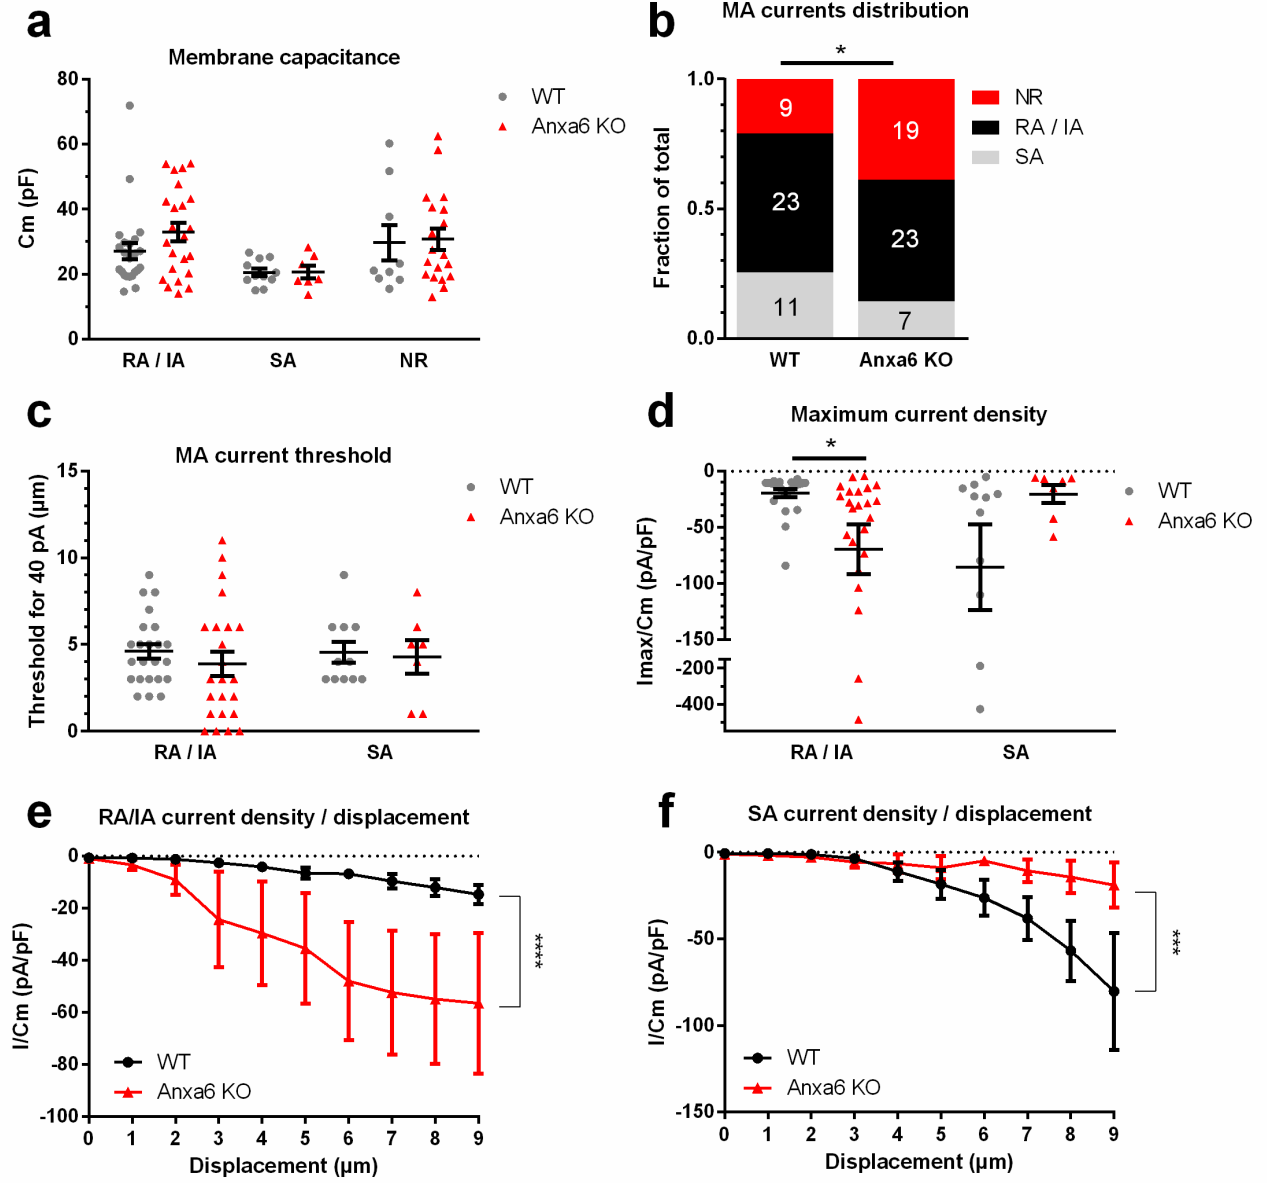 a
Membrane capacitance
Cm (pF)
80
60
40
20
0
RA / IA
SA
NR
WT
Anxa6 KO
b
MA currents distribution
*
Fraction of total
1.0
0.5
0.0
9
23
11
19
23
7
WT
Anxa6 KO
NR
RA / IA
SA
c
MA current threshold
Threshold for 40 pA (μm)
15
10
5
0
RA / IA
SA
WT
Anxa6 KO
d
Maximum current density
*
Imax/Cm (pA/pF)
0
-50
-100
-150
-200
-400
RA / IA
SA
WT
Anxa6 KO
e
RA/IA current density / displacement
I/Cm (pA/pF)
0
-20
-40
-60
-80
-100
****
WT
Anxa6 KO
0 1 2 3 4 5 6 7 8 9
Displacement (μm)
f
SA current density / displacement
I/Cm (pA/pF)
0
-50
-100
-150
***
WT
Anxa6 KO
0 1 2 3 4 5 6 7 8 9
Displacement (μm)